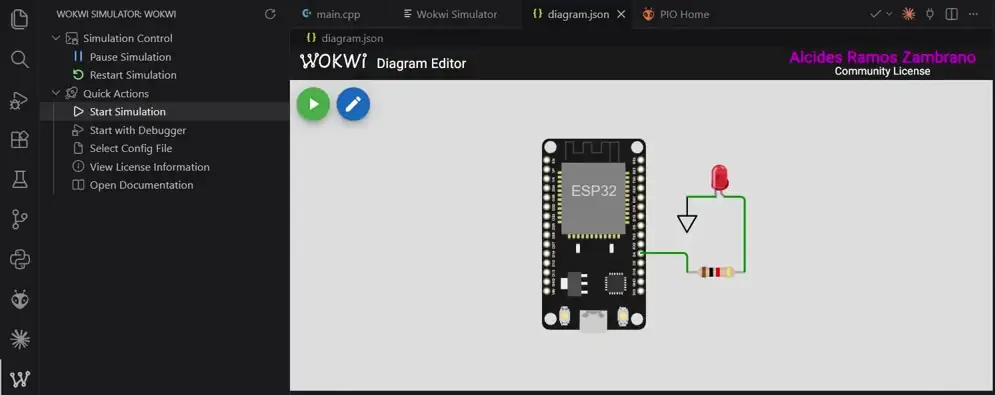 WOKWI SIMULATOR: WOKWI
Simulation Control
Pause Simulation
Restart Simulation
Quick Actions
Start Simulation
Start with Debugger
Select Config File
View License Information
Open Documentation
main.cpp
Wokwi Simulator
{} diagram.json
PIO Home
{} diagram.json
WOKWI Diagram Editor
Alcides Ramos Zambrano
Community License
ESP32